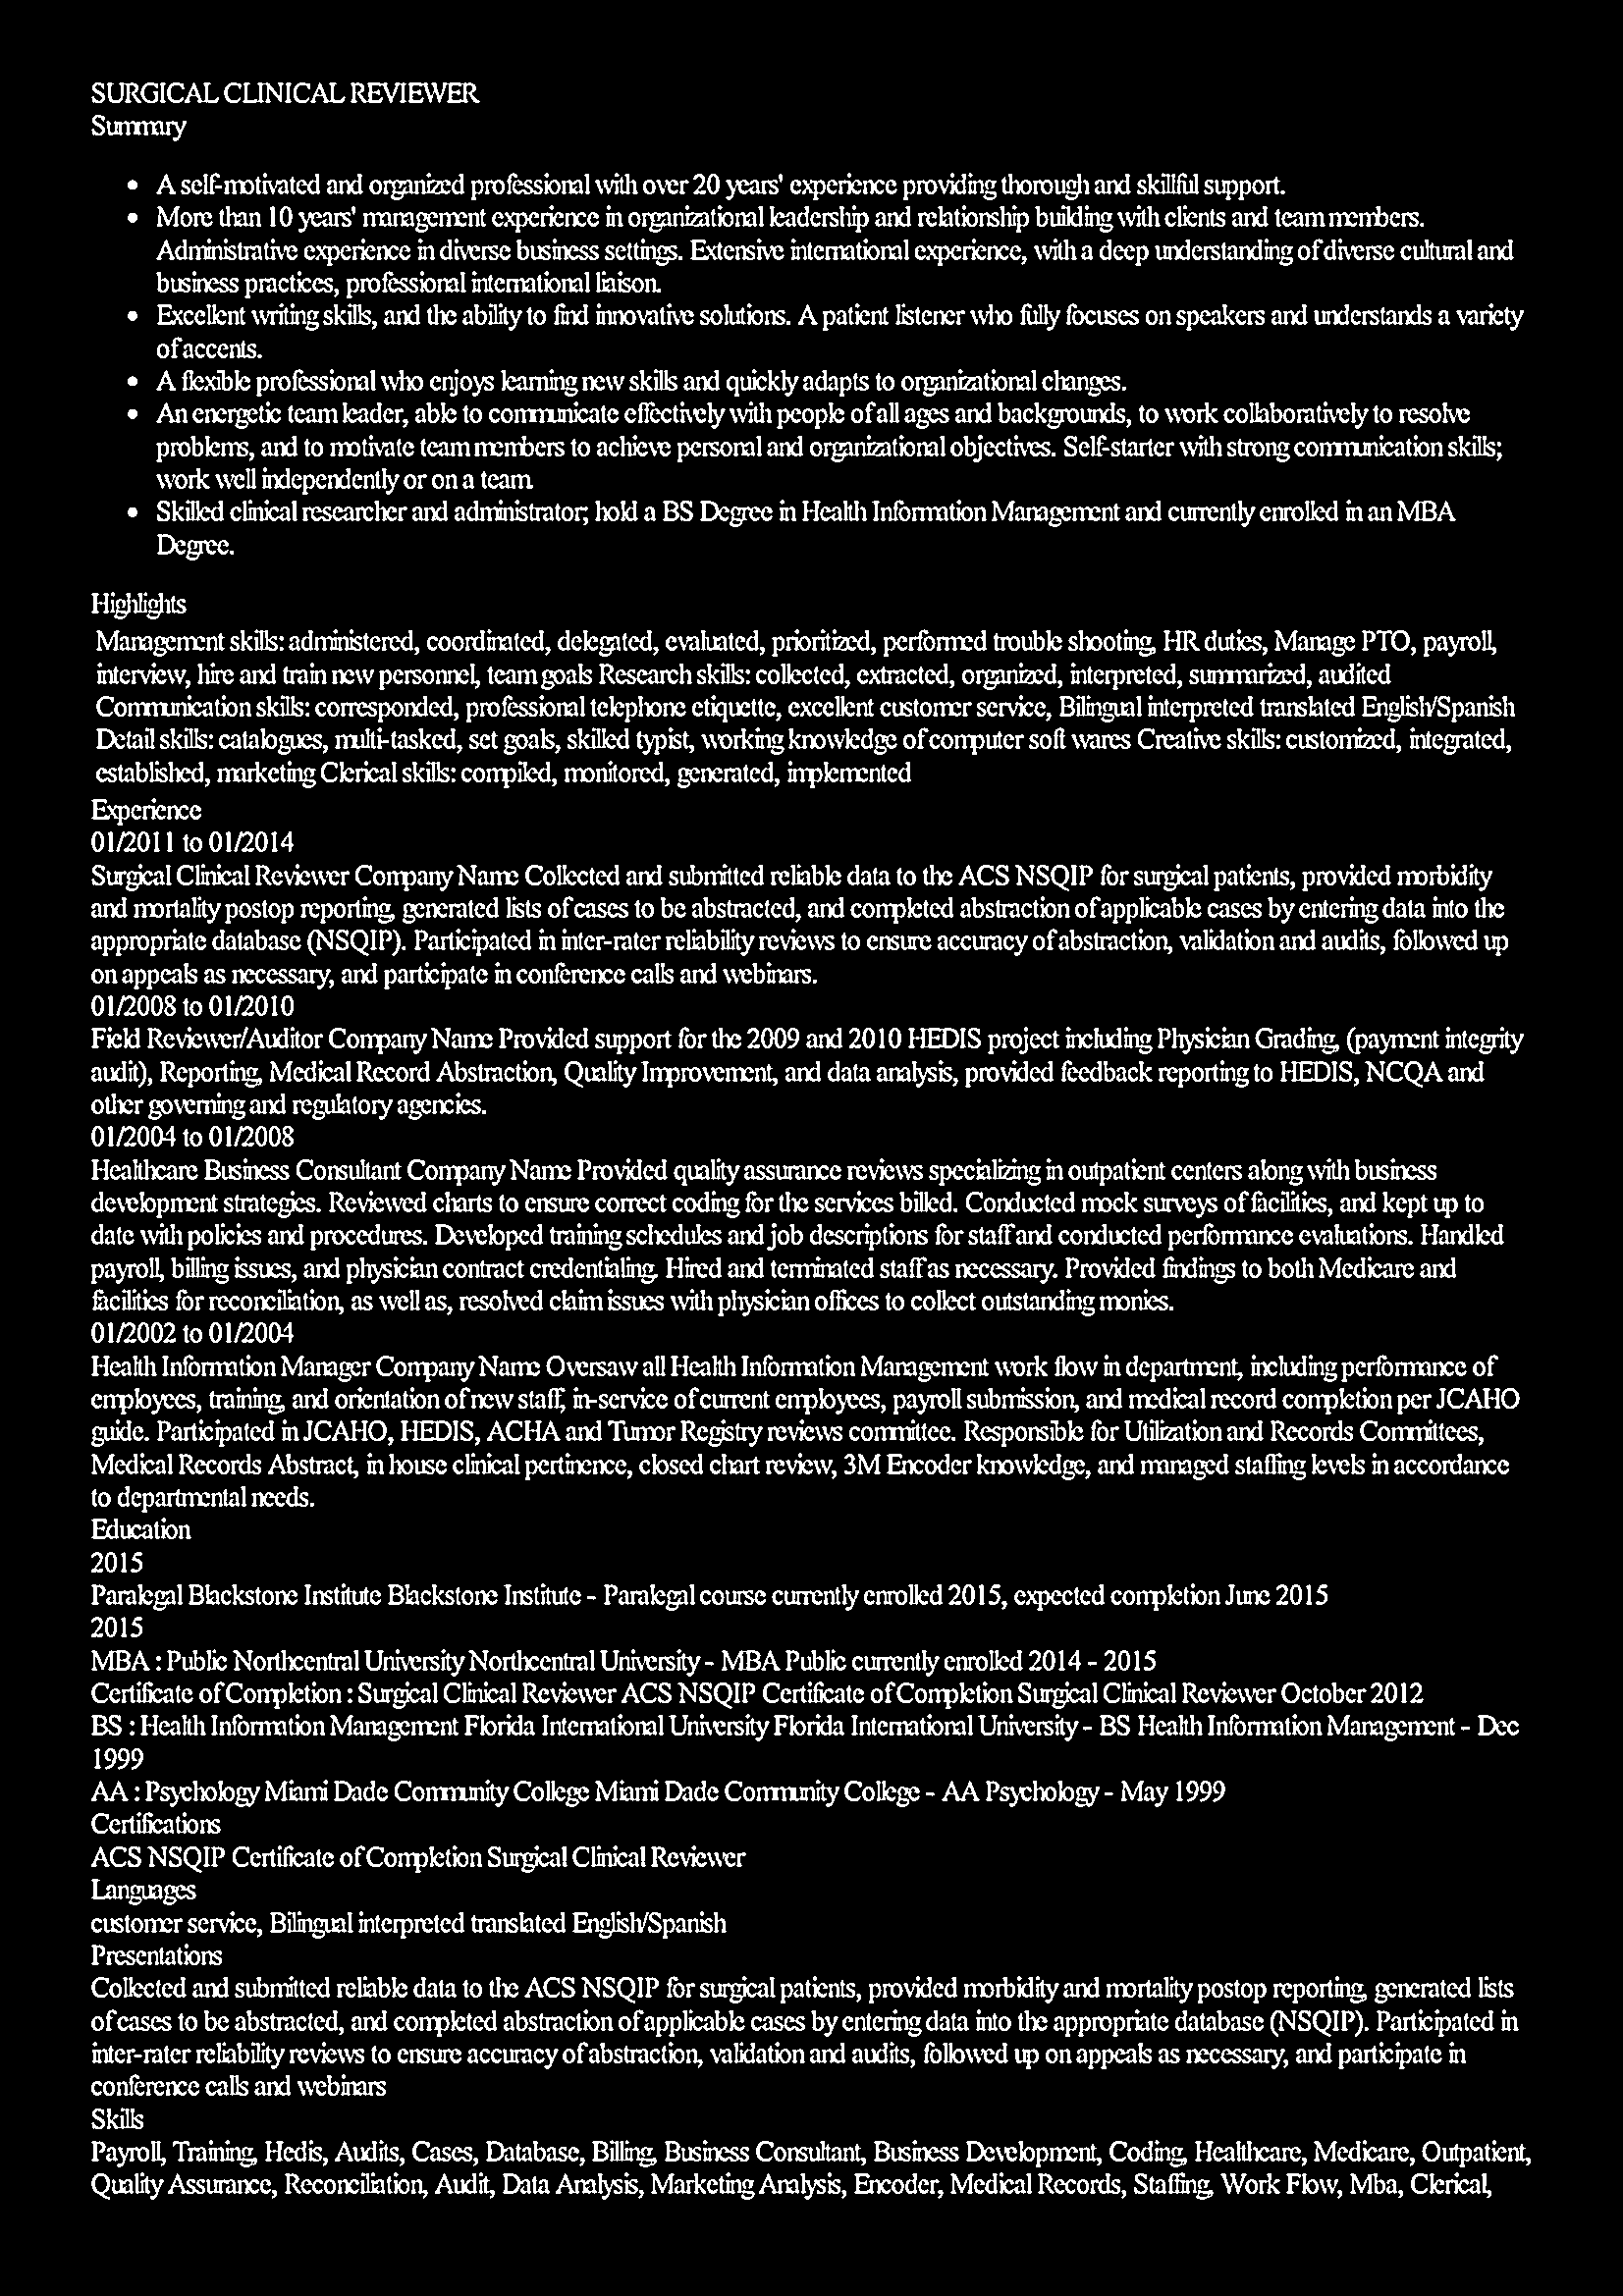 SURGICAL CLINICAL REVIEWER
Summary
• A self-motivated and organized professional with over 20 years' experience providing thorough and skillful support.
• More than 10 years' management experience in organizational leadership and relationship building with clients and team members.
Administrative experience in diverse business settings. Extensive international experience, with a deep understanding of diverse cultural and
business practices, professional international liaison.
• Excellent writing skills, and the ability to find innovative solutions. A patient listener who fully focuses on speakers and understands a variety
of accents.
• A flexible professional who enjoys learning new skills and quickly adapts to organizational changes.
• An energetic team leader, able to communicate effectively with people of all ages and backgrounds, to work collaboratively to resolve
problems, and to motivate team members to achieve personal and organizational objectives. Self-starter with strong communication skills;
work well independently or on a team.
• Skilled clinical researcher and administrator; hold a BS Degree in Health Information Management and currently enrolled in an MBA
Degree.
Highlights
Management skills: administered, coordinated, delegated, evaluated, prioritized, performed trouble shooting, HR duties, Manage PTO, payroll,
interview, hire and train new personnel, team goals Research skills: collected, extracted, organized, interpreted, summarized, audited
Communication skills: corresponded, professional telephone etiquette, excellent customer service, Bilingual interpreted translated English/Spanish
Detail skills: catalogues, multi-tasked, set goals, skilled typist, working knowledge of computer soft wares Creative skills: customized, integrated,
established, marketing Clerical skills: compiled, monitored, generated, implemented
Experience
01/2011 to 01/2014
Surgical Clinical Reviewer Company Name Collected and submitted reliable data to the ACS NSQIP for surgical patients, provided morbidity
and mortality postop reporting, generated lists of cases to be abstracted, and completed abstraction of applicable cases by entering data into the
appropriate database (NSQIP). Participated in inter-rater reliability reviews to ensure accuracy of abstraction, validation and audits, followed up
on appeals as necessary, and participate in conference calls and webinars.
01/2008 to 01/2010
Field Reviewer/Auditor Company Name Provided support for the 2009 and 2010 HEDIS project including Physician Grading, (payment integrity
audit), Reporting, Medical Record Abstraction, Quality Improvement, and data analysis, provided feedback reporting to HEDIS, NCQA and
other governing and regulatory agencies.
01/2004 to 01/2008
Healthcare Business Consultant Company Name Provided quality assurance reviews specializing in outpatient centers along with business
development strategies. Reviewed charts to ensure correct coding for the services billed. Conducted mock surveys of facilities, and kept up to
date with policies and procedures. Developed training schedules and job descriptions for staff and conducted performance evaluations. Handled
payroll, billing issues, and physician contract credentialing. Hired and terminated staff as necessary. Provided findings to both Medicare and
facilities for reconciliation, as well as, resolved claim issues with physician offices to collect outstanding monies.
01/2002 to 01/2004
Health Information Manager Company Name Oversaw all Health Information Management work flow in department, including performance of
employees, training, and orientation of new staff, in-service of current employees, payroll submission, and medical record completion per JCAHO
guide. Participated in JCAHO, HEDIS, ACHA and Tumor Registry reviews committee. Responsible for Utilization and Records Committees,
Medical Records Abstract, in house clinical pertinence, closed chart review, 3M Encoder knowledge, and managed staffing levels in accordance
to departmental needs.
Education
2015
Paralegal Blackstone Institute Blackstone Institute - Paralegal course currently enrolled 2015, expected completion June 2015
2015
MBA : Public Northcentral University Northcentral University - MBA Public currently enrolled 2014 - 2015
Certificate of Completion : Surgical Clinical Reviewer ACS NSQIP Certificate of Completion Surgical Clinical Reviewer October 2012
BS : Health Information Management Florida International University Florida International University - BS Health Information Management - Dec
1999
AA : Psychology Miami Dade Community College Miami Dade Community College - AA Psychology - May 1999
Certifications
ACS NSQIP Certificate of Completion Surgical Clinical Reviewer
Languages
customer service, Bilingual interpreted translated English/Spanish
Presentations
Collected and submitted reliable data to the ACS NSQIP for surgical patients, provided morbidity and mortality postop reporting, generated lists
of cases to be abstracted, and completed abstraction of applicable cases by entering data into the appropriate database (NSQIP). Participated in
inter-rater reliability reviews to ensure accuracy of abstraction, validation and audits, followed up on appeals as necessary, and participate in
conference calls and webinars
Skills
Payroll, Training, Hedis, Audits, Cases, Database, Billing, Business Consultant, Business Development, Coding, Healthcare, Medicare, Outpatient,
Quality Assurance, Reconciliation, Audit, Data Analysis, Marketing Analysis, Encoder, Medical Records, Staffing, Work Flow, Mba, Clerical,